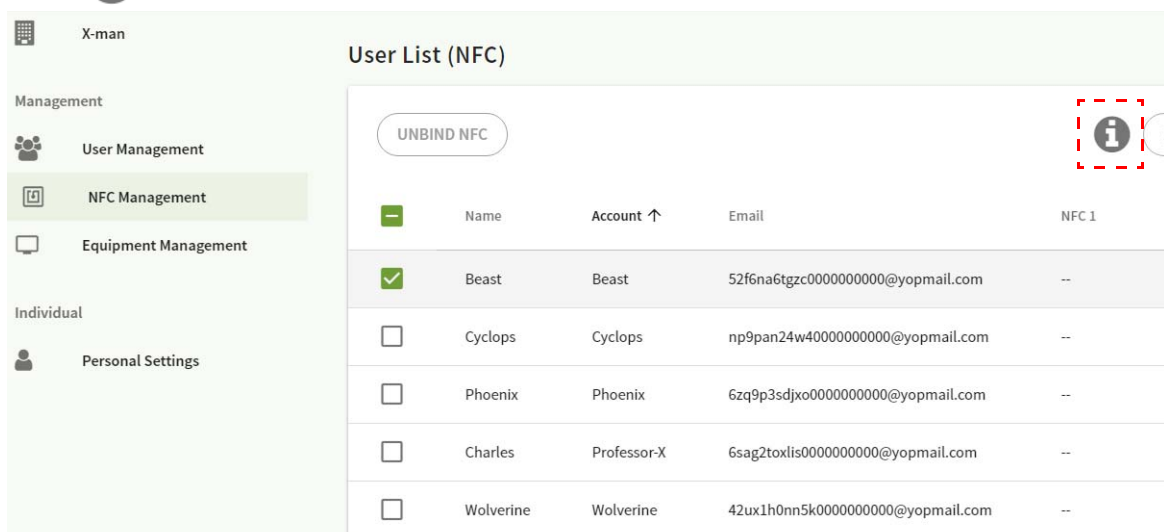 X-man
User List (NFC)
Management
UNBIND NFC
User Management
NFC Management
Name Account ↑ Email NFC 1
Equipment Management
Beast Beast 52f6na6tgzc0000000000@yopmail.com --
Individual
Cyclops Cyclops np9pan24w40000000000@yopmail.com --
Personal Settings
Phoenix Phoenix 6zq9p3sdjxo0000000000@yopmail.com --
Charles Professor-X 6sag2toxlis0000000000@yopmail.com --
Wolverine Wolverine 42ux1h0nn5k0000000000@yopmail.com --